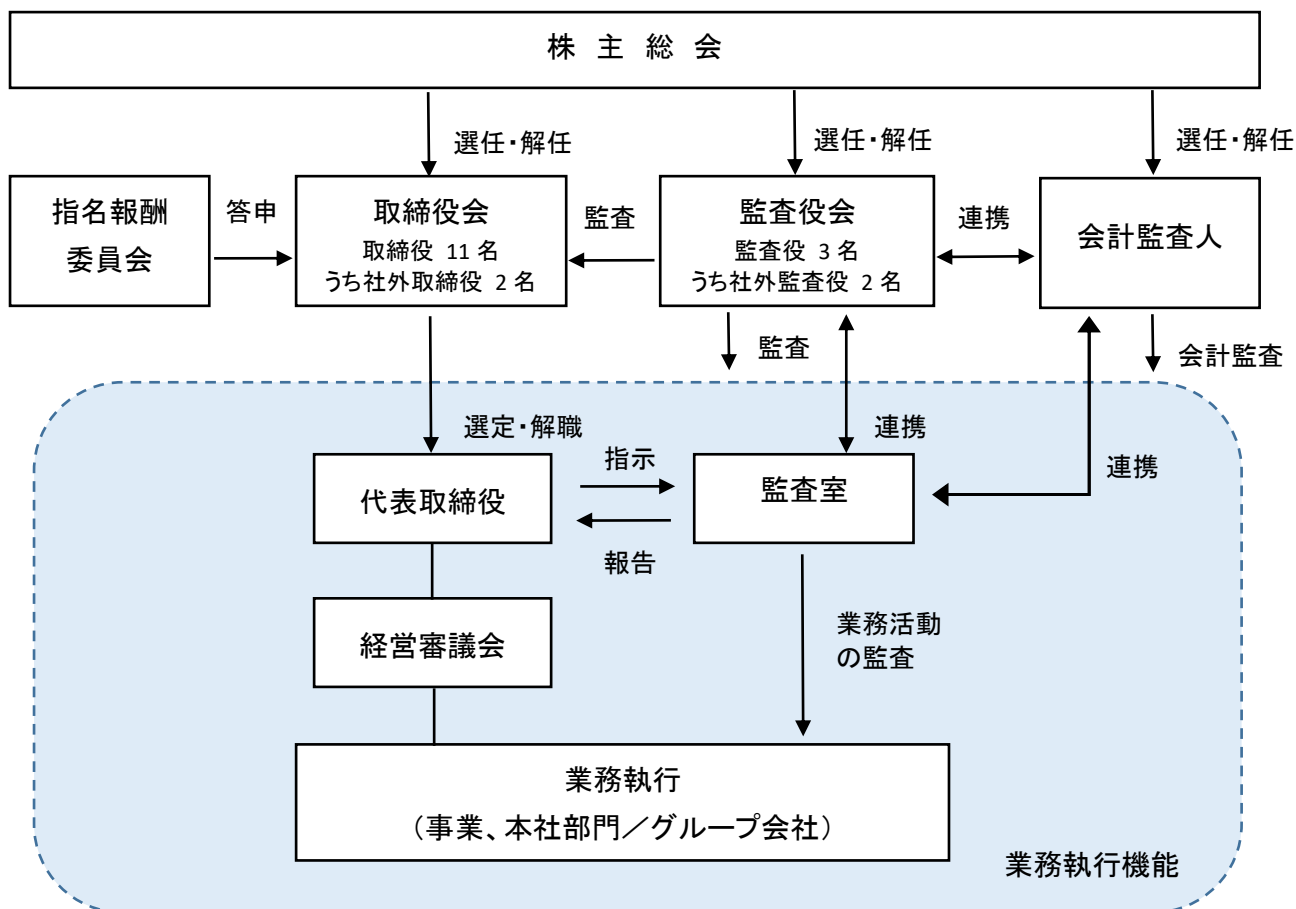 株 主 総 会
選任・解任
選任・解任
選任・解任
指名報酬
委員会
答申
取締役会
取締役 11 名
うち社外取締役 2 名
監査
監査役会
監査役 3 名
うち社外監査役 2 名
連携
会計監査人
監査
会計監査
選定・解職
連携
連携
代表取締役
指示
報告
監査室
経営審議会
業務活動
の監査
業務執行
（事業、本社部門／グループ会社）
業務執行機能